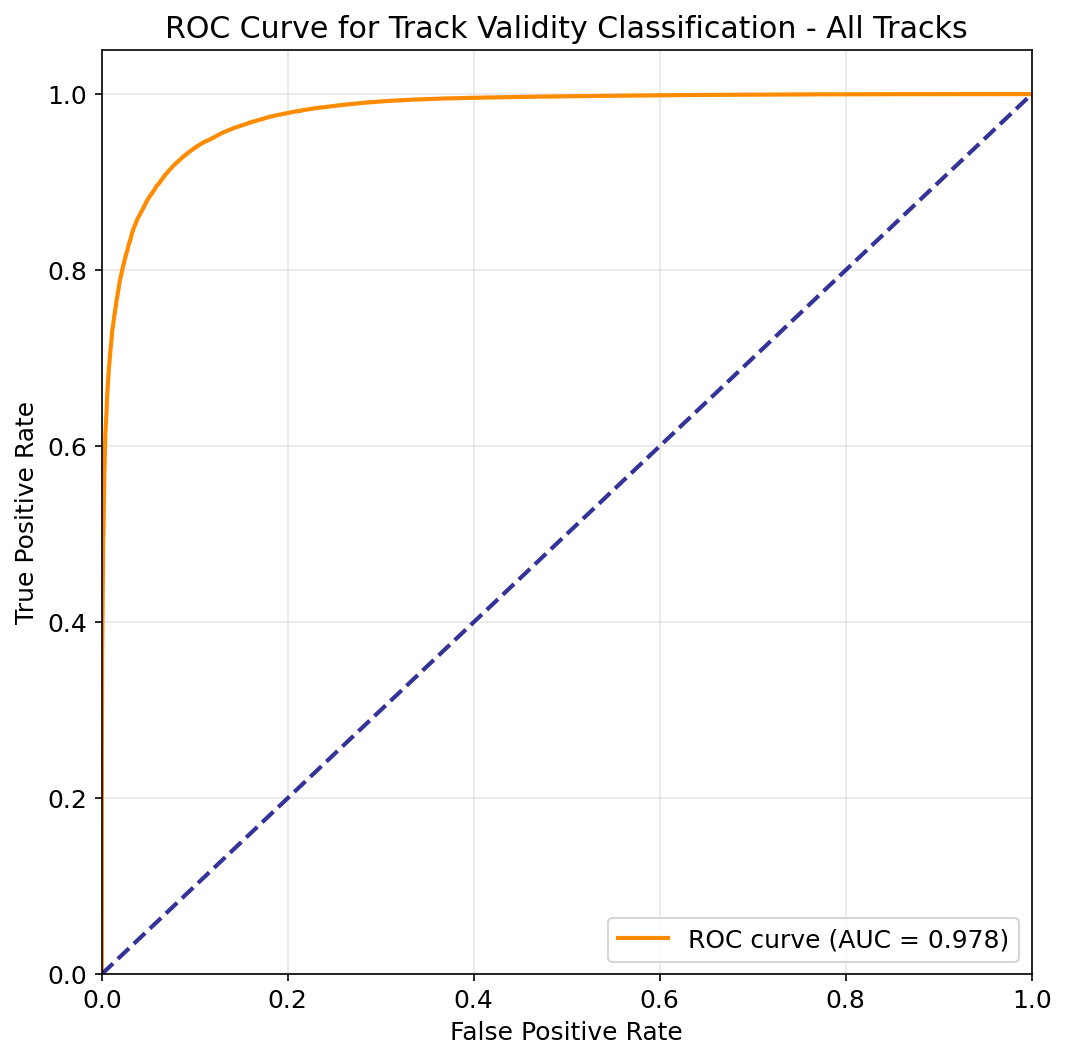 ROC Curve for Track Validity Classification - All Tracks
1.0
0.8
0.6
0.4
0.2
0.0
True Positive Rate
ROC curve (AUC = 0.978)
0.0 0.2 0.4 0.6 0.8 1.0
False Positive Rate